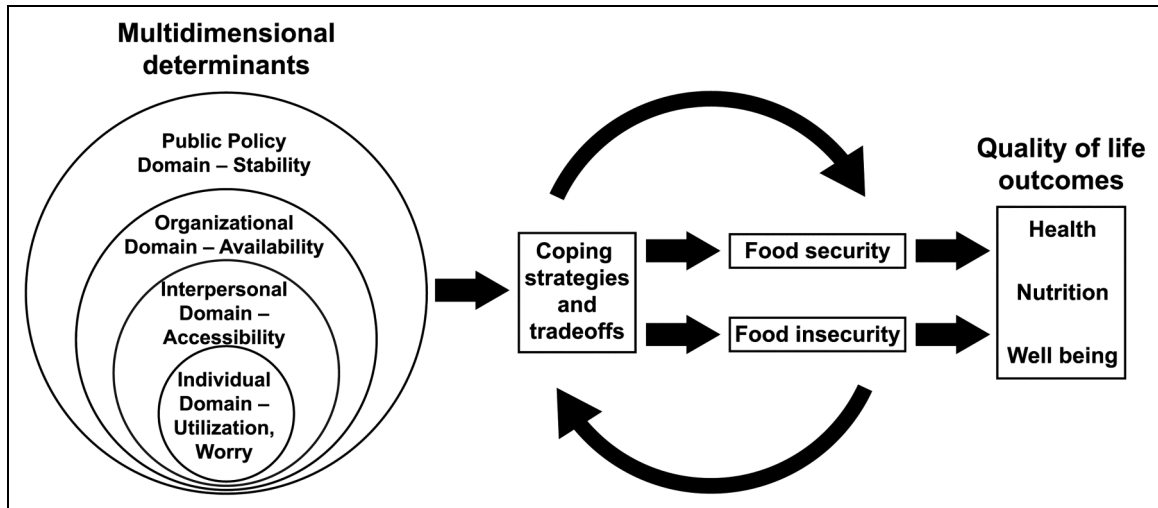 Multidimensional
determinants
Public Policy
Domain – Stability
Organizational
Domain – Availability
Interpersonal
Domain –
Accessibility
Individual
Domain –
Utilization,
Worry
Coping
strategies
and
tradeoffs
Food security
Food insecurity
Quality of life
outcomes
Health
Nutrition
Well being